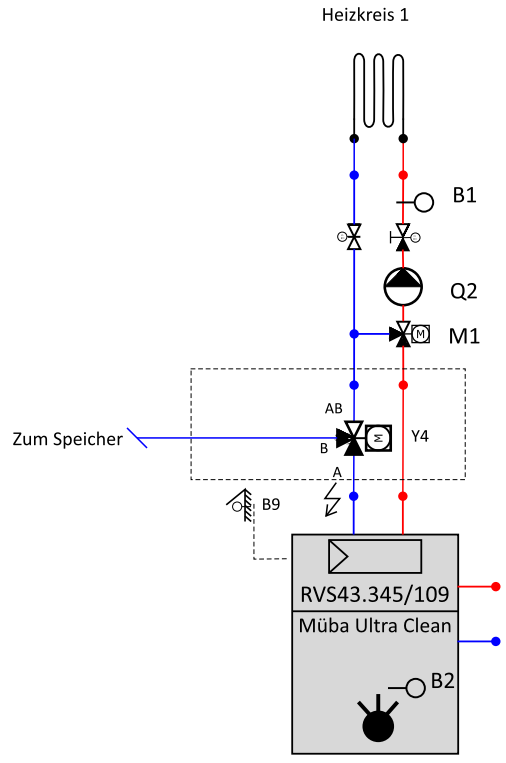 Heizkreis 1
B1
Q2
M
M1
AB
Zum Speicher
B
M
Y4
A
B9
RVS43.345/109
Müba Ultra Clean
B2